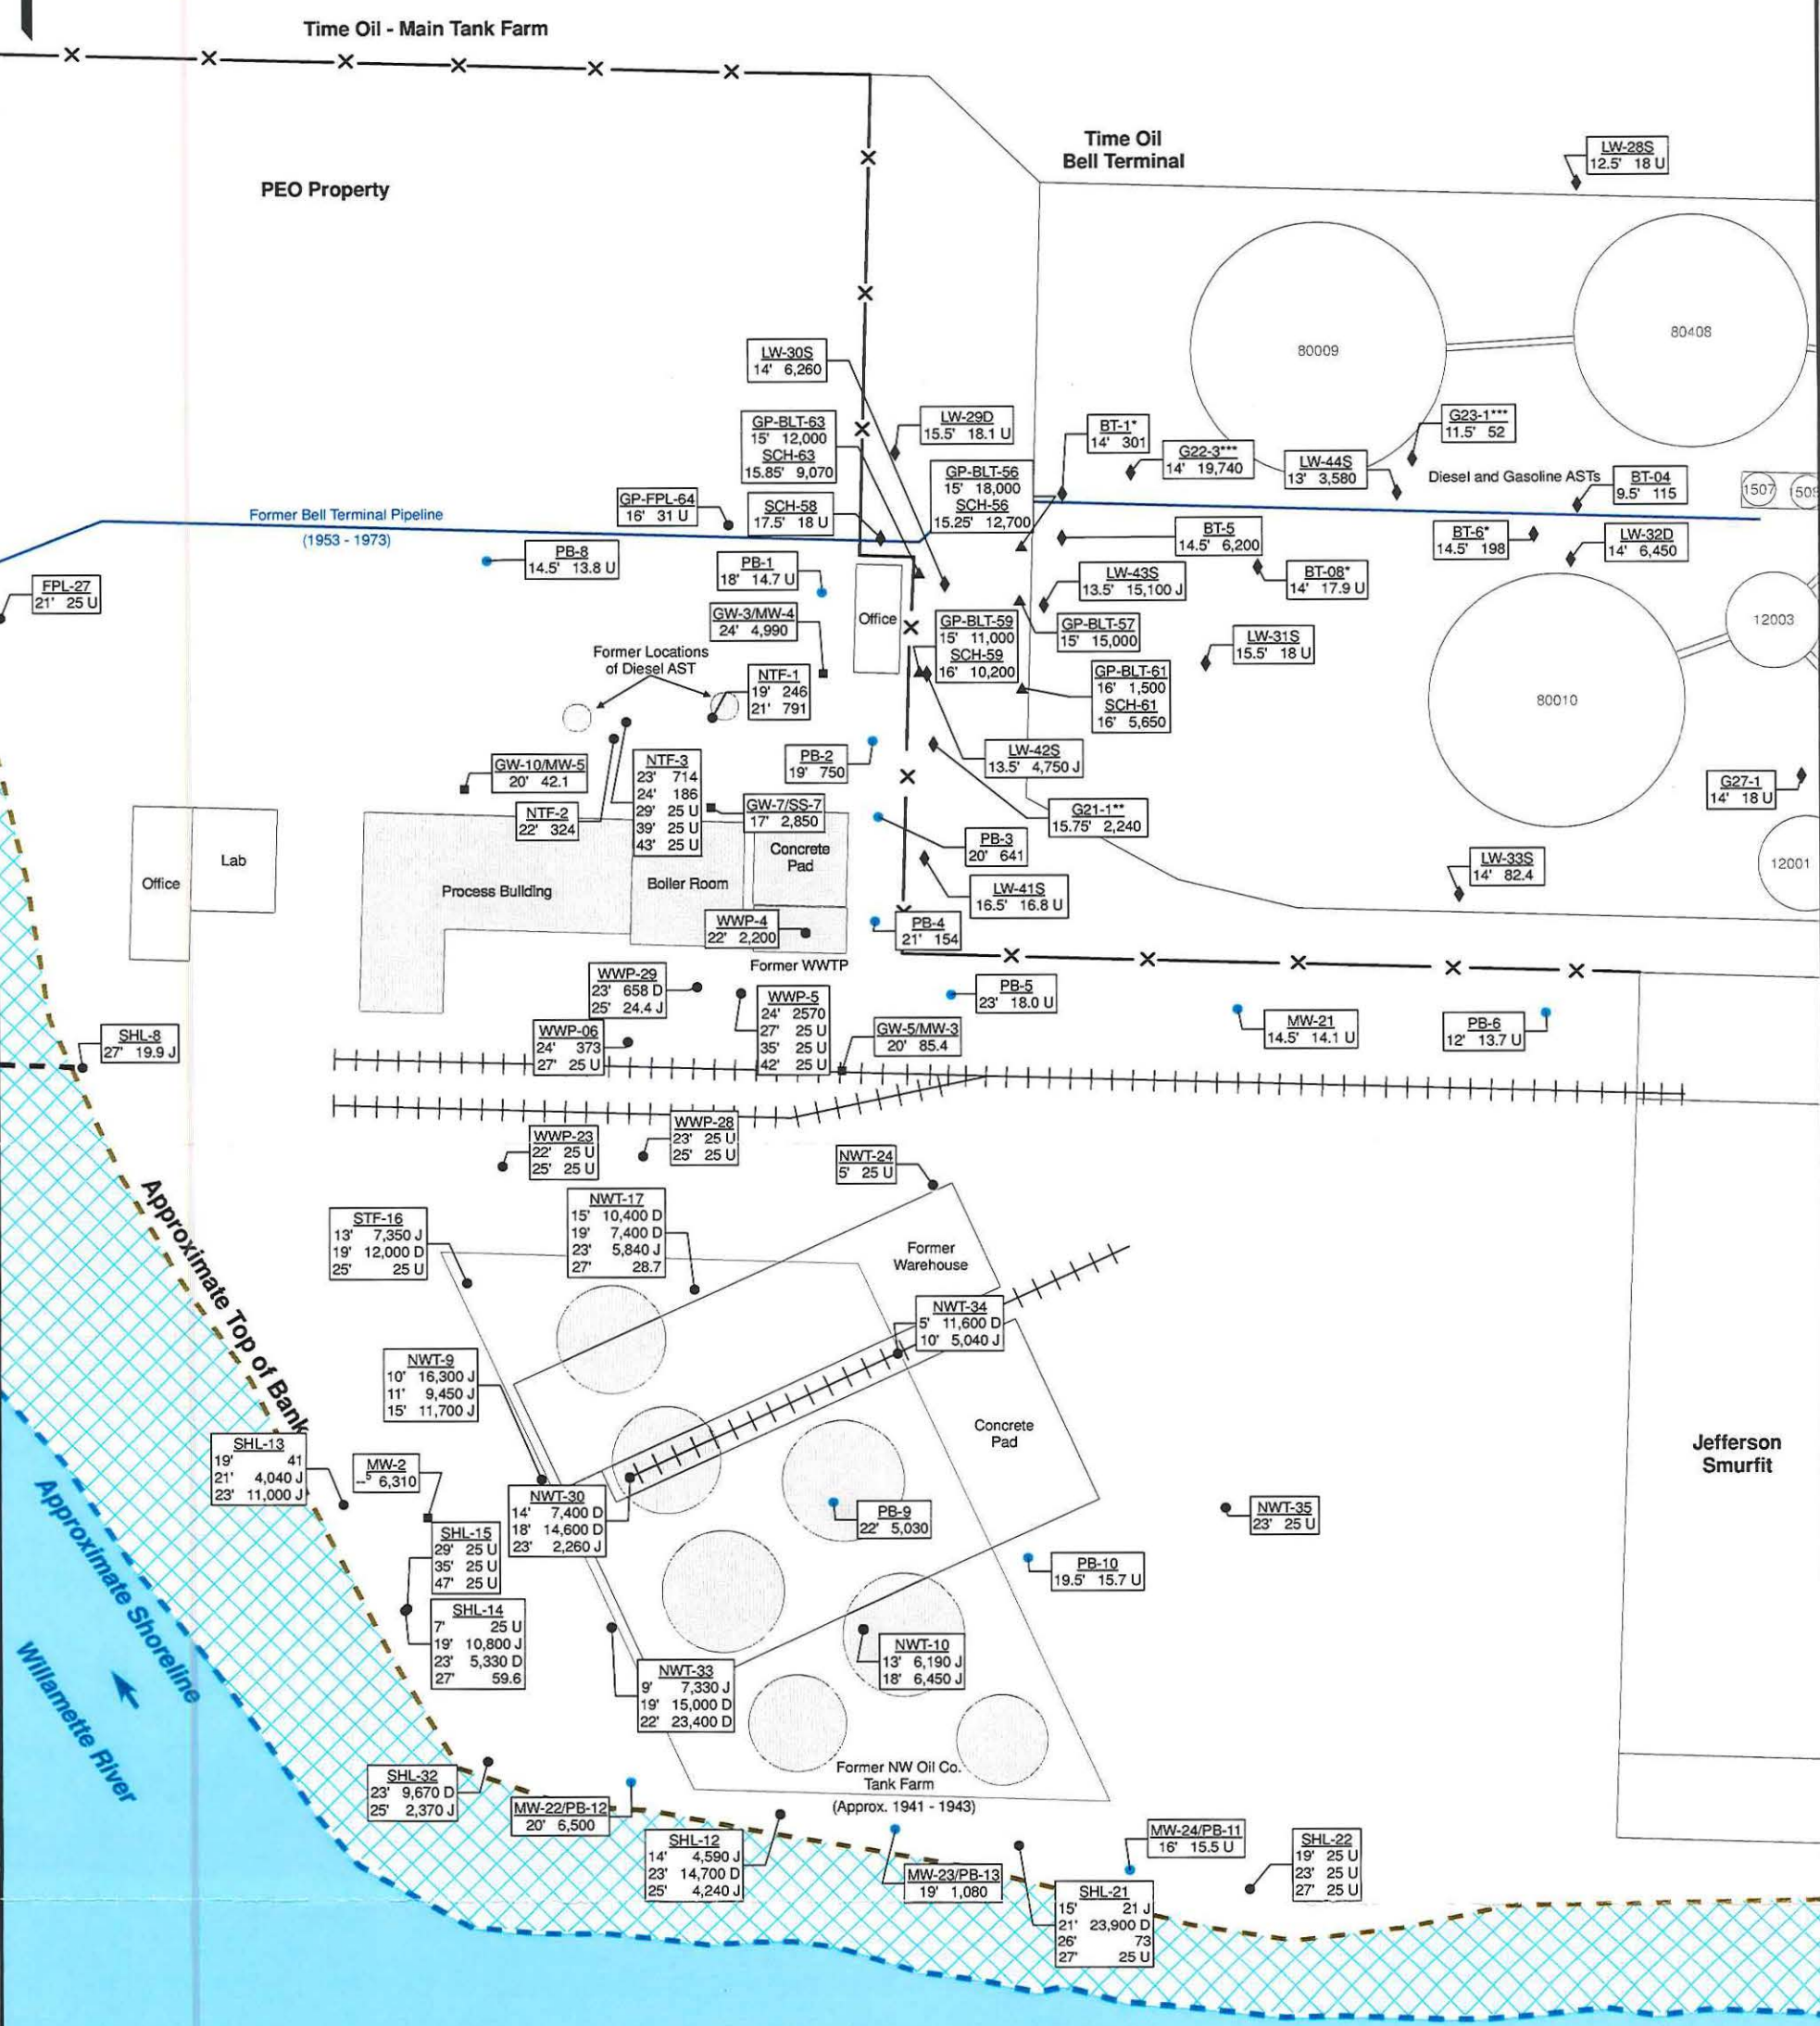 Time Oil - Main Tank Farm
Time Oil
Bell Terminal
PEO Property
LW-28S
12.5' 18 U
80009
80408
LW-30S
14' 6,260
GP-BLT-63
15' 12,000
SCH-63
15.85' 9,070
LW-29D
15.5' 18.1 U
BT-1*
14' 301
G22-3***
14' 19,740
G23-1***
11.5' 52
LW-44S
13' 3,580
Diesel and Gasoline ASTs
BT-04
9.5' 115
1507
GP-BLT-56
15' 18,000
SCH-56
15.25' 12,700
GP-FPL-64
16' 31 U
SCH-58
17.5' 18 U
Former Bell Terminal Pipeline
(1953 - 1973)
BT-5
14.5' 6,200
BT-6*
14.5' 198
LW-32D
14' 6,450
PB-8
14.5' 13.8 U
PB-1
18' 14.7 U
LW-43S
13.5' 15,100 J
BT-08*
14' 17.9 U
FPL-27
21' 25 U
GW-3/MW-4
24' 4,990
Office
GP-BLT-59
15' 11,000
SCH-59
16' 10,200
GP-BLT-57
15' 15,000
12003
LW-31S
15.5' 18 U
Former Locations
of Diesel AST
NTF-1
19' 246
21' 791
GP-BLT-61
16' 1,500
SCH-61
16' 5,650
80010
GW-10/MW-5
20' 42.1
NTF-3
23' 714
24' 186
29' 25 U
39' 25 U
43' 25 U
PB-2
19' 750
LW-42S
13.5' 4,750 J
G27-1
14' 18 U
NTF-2
22' 324
GW-7/SS-7
17' 2,850
G21-1**
15.75' 2,240
PB-3
20' 641
Lab
Office
Process Building
Boiler Room
Concrete
Pad
LW-33S
14' 82.4
12001
LW-41S
16.5' 16.8 U
WWP-4
22' 2,200
PB-4
21' 154
Former WWTP
WWP-29
23' 658 D
25' 24.4 J
WWP-5
24' 2570
27' 25 U
35' 25 U
42' 25 U
PB-5
23' 18.0 U
SHL-8
27' 19.9 J
WWP-06
24' 373
27' 25 U
GW-5/MW-3
20' 85.4
MW-21
14.5' 14.1 U
PB-6
12' 13.7 U
WWP-23
22' 25 U
25' 25 U
WWP-28
23' 25 U
25' 25 U
NWT-24
5' 25 U
Approximate Top of Bank
STF-16
13' 7,350 J
19' 12,000 D
25' 25 U
NWT-17
15' 10,400 D
19' 7,400 D
23' 5,840 J
27' 28.7
Former
Warehouse
NWT-34
5' 11,600 D
10' 5,040 J
NWT-9
10' 16,300 J
11' 9,450 J
15' 11,700 J
Concrete
Pad
Jefferson
Smurfit
SHL-13
19' 41
21' 4,040 J
23' 11,000 J
MW-2
--⁵ 6,310
NWT-30
14' 7,400 D
18' 14,600 D
23' 2,260 J
PB-9
22' 5,030
NWT-35
23' 25 U
SHL-15
29' 25 U
35' 25 U
47' 25 U
PB-10
19.5' 15.7 U
Approximate Shoreline
SHL-14
7' 25 U
19' 10,800 J
23' 5,330 D
27' 59.6
NWT-10
13' 6,190 J
18' 6,450 J
Willamette River
NWT-33
9' 7,330 J
19' 15,000 D
22' 23,400 D
Former NW Oil Co.
Tank Farm
(Approx. 1941 - 1943)
SHL-32
23' 9,670 D
25' 2,370 J
MW-22/PB-12
20' 6,500
SHL-12
14' 4,590 J
23' 14,700 D
25' 4,240 J
MW-23/PB-13
19' 1,080
MW-24/PB-11
16' 15.5 U
SHL-22
19' 25 U
23' 25 U
27' 25 U
SHL-21
15' 21 J
21' 23,900 D
26' 73
27' 25 U